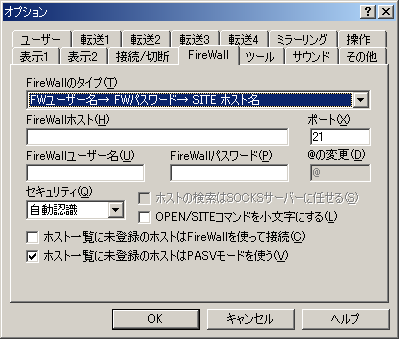 オプション
ユーザー 転送1 転送2 転送3 転送4 ミラーリング 操作
表示1 表示2 接続/切断 FireWall ツール サウンド その他
FireWallのタイプ(T)
FWユーザー名→ FWパスワード→ SITE ホスト名
FireWallホスト(H) ポート(X)
21
FireWallユーザー名(U) FireWallパスワード(P) @の変更(D)
@
セキュリティ(O) ホストの検索はSOCKSサーバーに任せる(S)
自動認識 OPEN/SITEコマンドを小文字にする(L)
ホスト一覧に未登録のホストはFireWallを使って接続(C)
ホスト一覧に未登録のホストはPASVモードを使う(V)
OK キャンセル ヘルプ